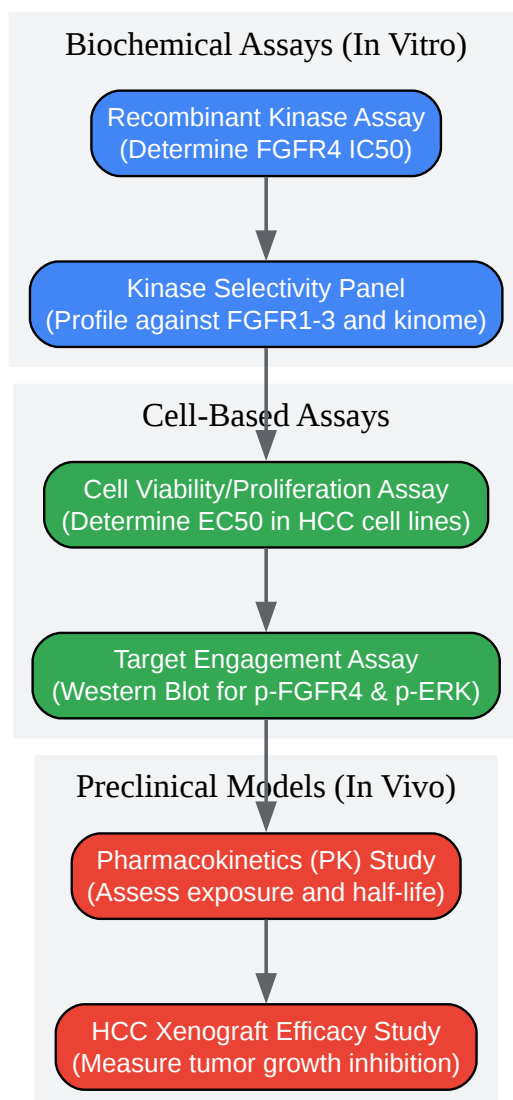 Biochemical Assays (In Vitro)
Recombinant Kinase Assay
(Determine FGFR4 IC50)
Kinase Selectivity Panel
(Profile against FGFR1-3 and kinome)
Cell-Based Assays
Cell Viability/Proliferation Assay
(Determine EC50 in HCC cell lines)
Target Engagement Assay
(Western Blot for p-FGFR4 & p-ERK)
Preclinical Models (In Vivo)
Pharmacokinetics (PK) Study
(Assess exposure and half-life)
HCC Xenograft Efficacy Study
(Measure tumor growth inhibition)